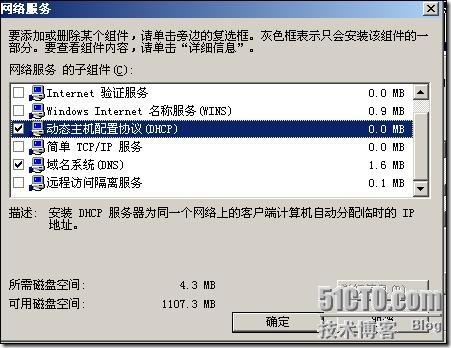 网络服务
要添加或删除某个组件，请单击旁边的复选框。灰色框表示只会安装该组件的一
部分。要查看组件内容，请单击“详细信息”。
网络服务 的子组件(C):
Internet 验证服务 0.0 MB
Windows Internet 名称服务(WINS) 0.9 MB
动态主机配置协议(DHCP) 0.0 MB
简单 TCP/IP 服务 0.0 MB
域名系统(DNS) 1.6 MB
远程访问隔离服务 0.1 MB
描述: 安装 DHCP 服务器为同一个网络上的客户端计算机自动分配临时的 IP
地址。
所需磁盘空间: 4.3 MB
可用磁盘空间: 1107.3 MB
确定
51CTO.com
技术博客 Blog